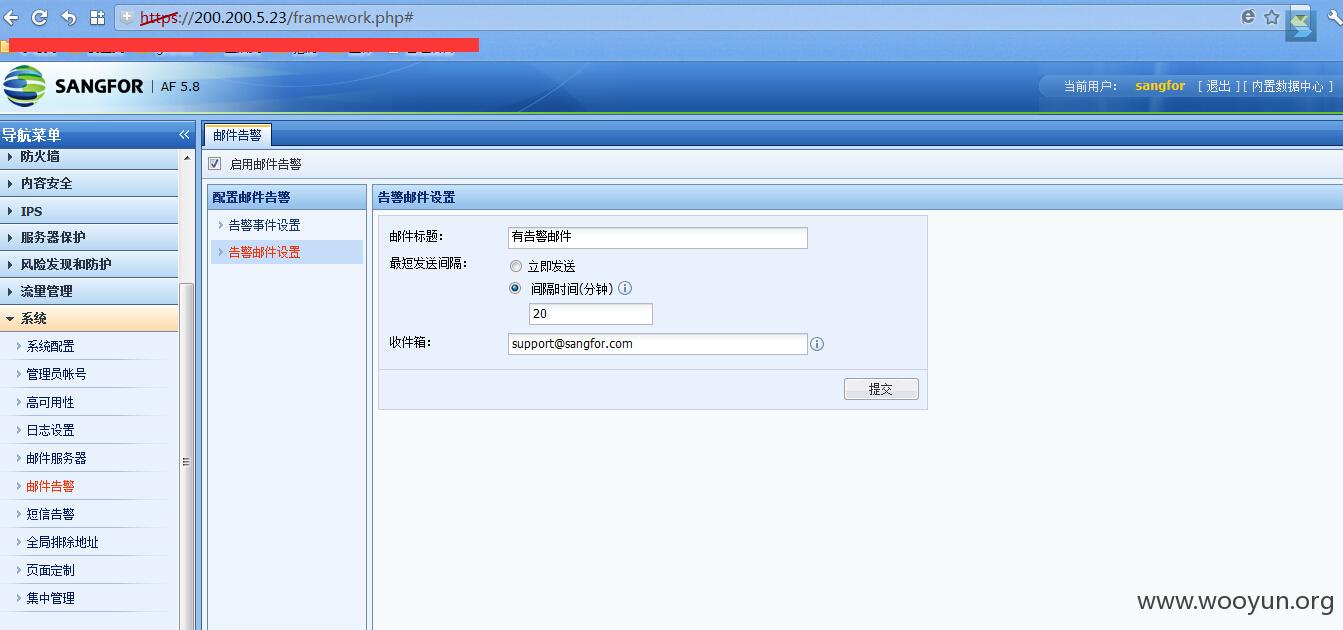 https://200.200.5.23/framework.php#
SANGFOR | AF 5.8
当前用户: sangfor [ 退出 ] [ 内置数据中心 ]
导航菜单
防火墙
内容安全
IPS
服务器保护
风险发现和防护
流量管理
系统
系统配置
管理员帐号
高可用性
日志设置
邮件服务器
邮件告警
短信告警
全局排除地址
页面定制
集中管理
邮件告警
启用邮件告警
配置邮件告警
告警事件设置
告警邮件设置
告警邮件设置
邮件标题: 有告警邮件
最短发送间隔: 立即发送
间隔时间(分钟)
20
收件箱: support@sangfor.com
提交
www.wooyun.org